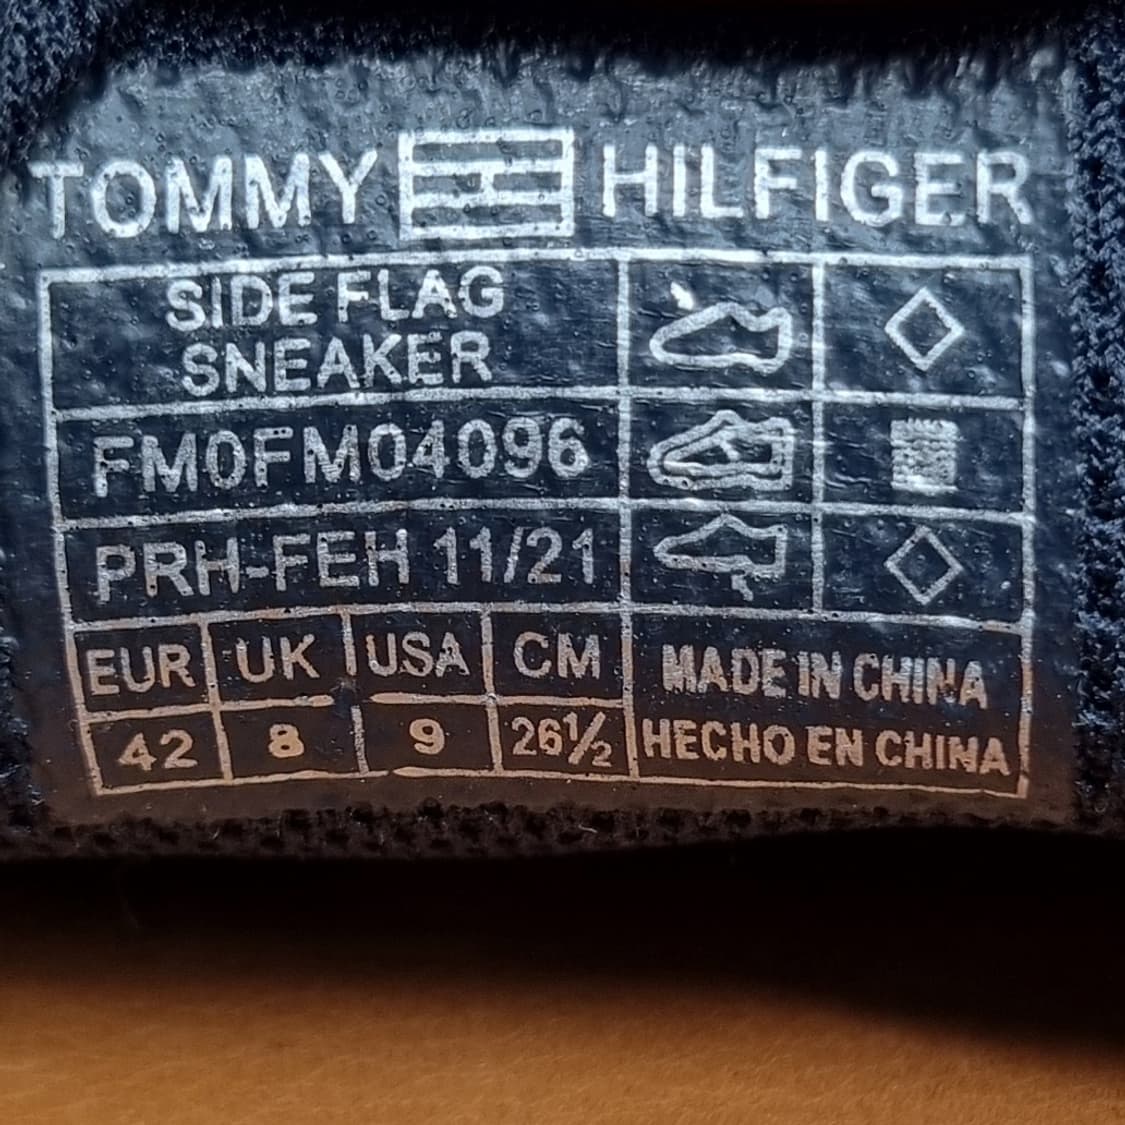 TOMMY HILFIGER
SIDE FLAG
SNEAKER
FM0FM04096
PRH-FEH 11/21
EUR UK USA CM
42 8 9 26½
MADE IN CHINA
HECHO EN CHINA